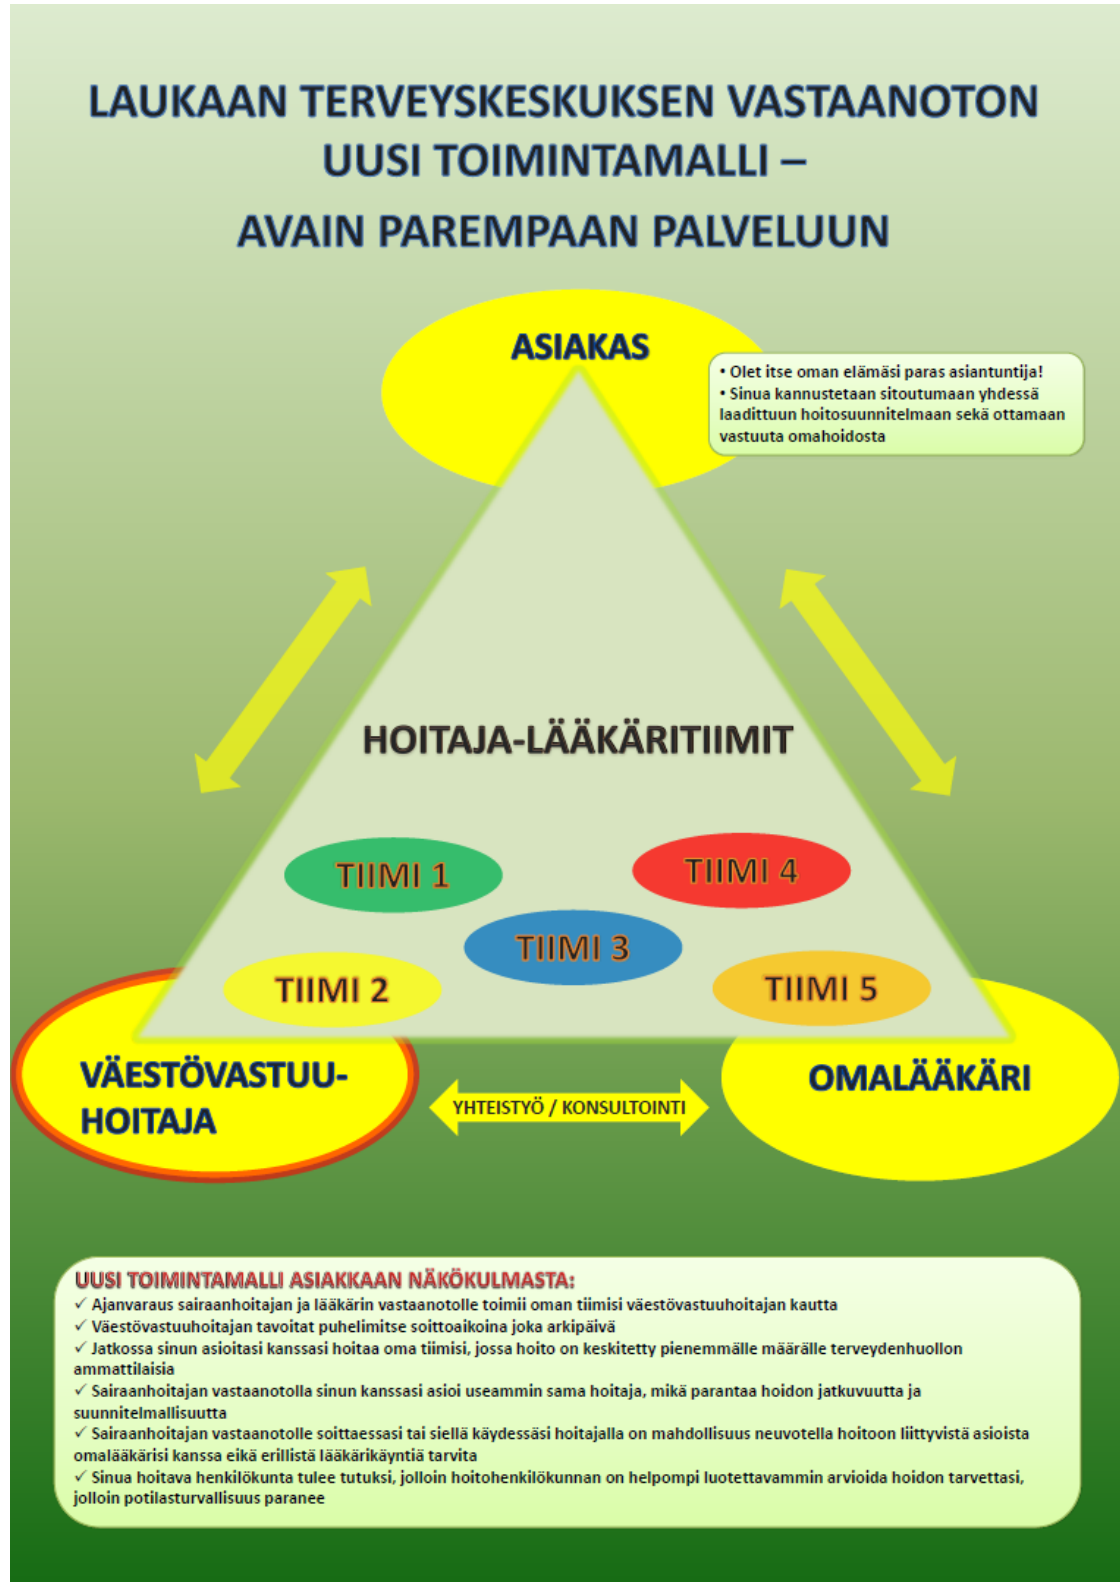 LAUKAAN TERVEYSKESKUKSEN VASTAANOTON
UUSI TOIMINTAMALLI –
AVAIN PAREMPAAN PALVELUUN
ASIAKAS
• Olet itse oman elämäsi paras asiantuntija!
• Sinua kannustetaan sitoutumaan yhdessä
laadittuun hoitosuunnitelmaan sekä ottamaan
vastuuta omahoidosta
HOITAJA-LÄÄKÄRITIIMIT
TIIMI 1
TIIMI 4
TIIMI 3
TIIMI 2
TIIMI 5
VÄESTÖVASTUU-
HOITAJA
YHTEISTYÖ / KONSULTOINTI
OMALÄÄKÄRI
UUSI TOIMINTAMALLI ASIAKKAAN NÄKÖKULMASTA:
✓ Ajanvaraus sairaanhoitajan ja lääkärin vastaanotolle toimii oman tiimisi väestövastuuhoitajan kautta
✓ Väestövastuuhoitajan tavoitat puhelimitse soittoaikoina joka arkipäivä
✓ Jatkossa sinun asioitasi kanssasi hoitaa oma tiimisi, jossa hoito on keskitetty pienemmälle määrälle terveydenhuollon
ammattilaisia
✓ Sairaanhoitajan vastaanotolla sinun kanssasi asioi useammin sama hoitaja, mikä parantaa hoidon jatkuvuutta ja
suunnitelmallisuutta
✓ Sairaanhoitajan vastaanotolle soittaessasi tai siellä käydessäsi hoitajalla on mahdollisuus neuvotella hoitoon liittyvistä asioista
omalääkärisi kanssa eikä erillistä lääkärikäyntiä tarvita
✓ Sinua hoitava henkilökunta tulee tutuksi, jolloin hoitohenkilökunnan on helpompi luotettavammin arvioida hoidon tarvettasi,
jolloin potilasturvallisuus paranee